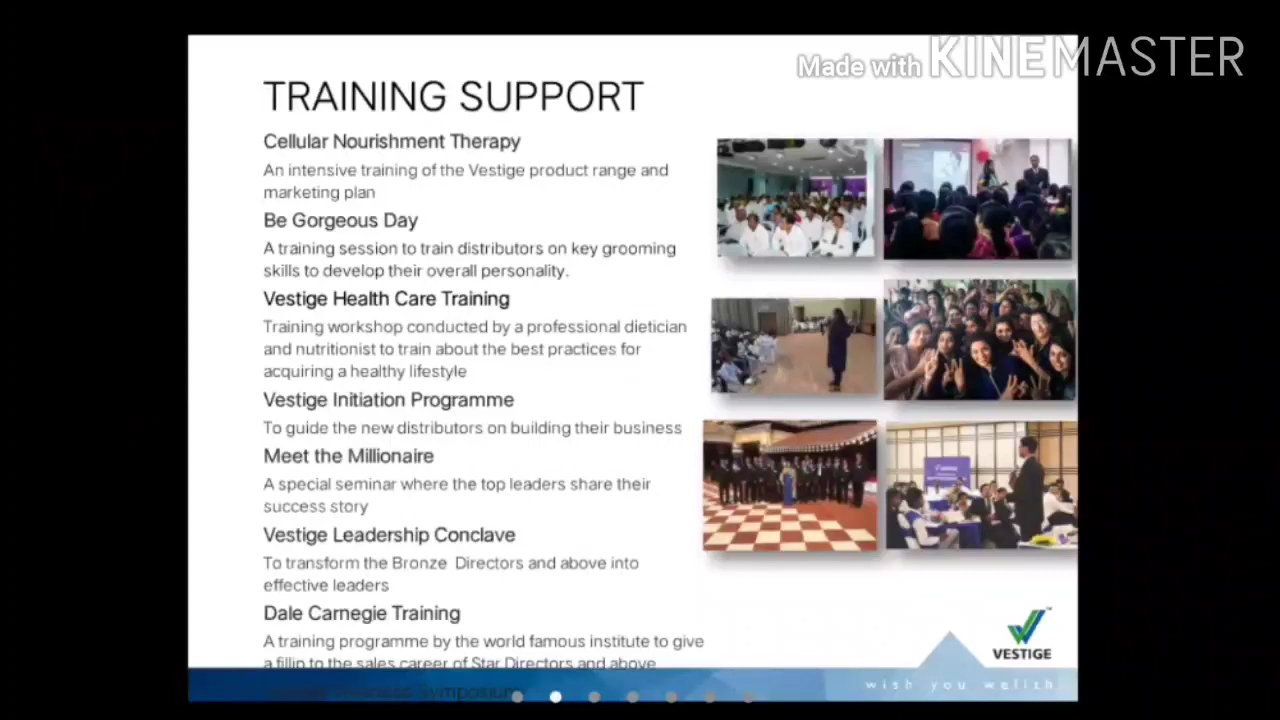 Made with KINEMASTER
TRAINING SUPPORT
Cellular Nourishment Therapy
An intensive training of the Vestige product range and
marketing plan
Be Gorgeous Day
A training session to train distributors on key grooming
skills to develop their overall personality.
Vestige Health Care Training
Training workshop conducted by a professional dietician
and nutritionist to train about the best practices for
acquiring a healthy lifestyle
Vestige Initiation Programme
To guide the new distributors on building their business
Meet the Millionaire
A special seminar where the top leaders share their
success story
Vestige Leadership Conclave
To transform the Bronze Directors and above into
effective leaders
Dale Carnegie Training
A training programme by the world famous institute to give
a fillip to the sales career of Star Directors and above
Symposium
VESTIGE
wish you wellth